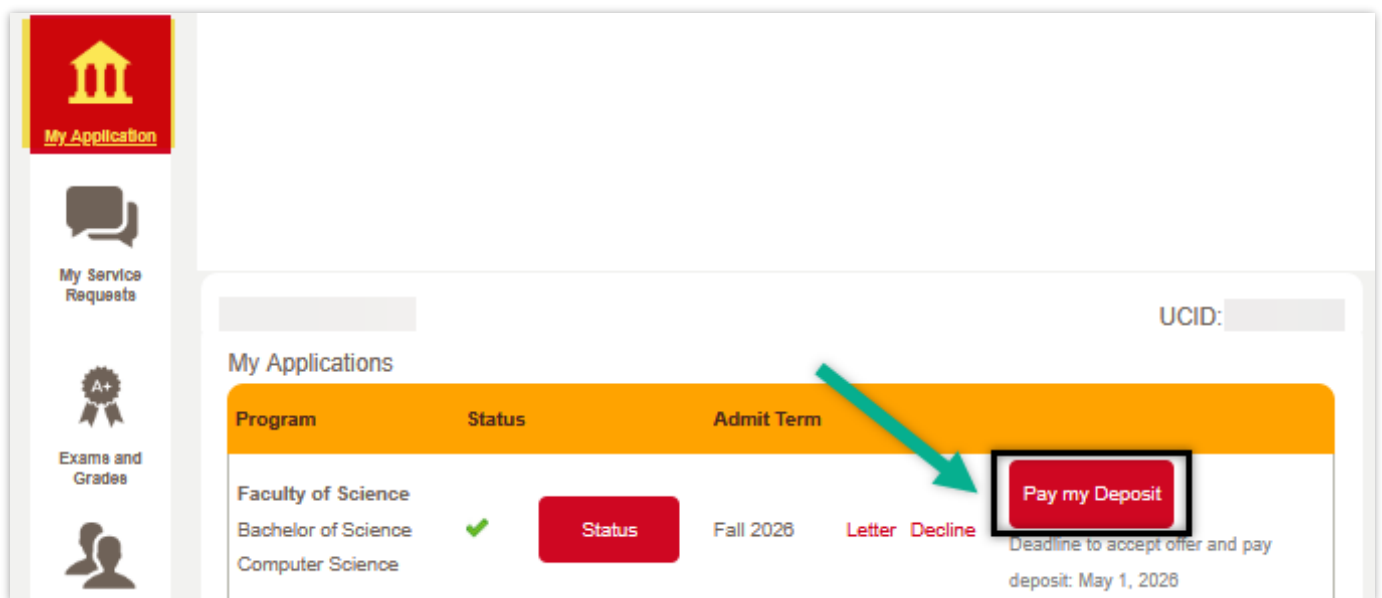 My Application
My Service
Requests
A+
Exams and
Grades
UCID:
My Applications
Program Status Admit Term
Faculty of Science
Bachelor of Science
Computer Science
Status
Fall 2026
Letter Decline
Pay my Deposit
Deadline to accept offer and pay
deposit: May 1, 2026